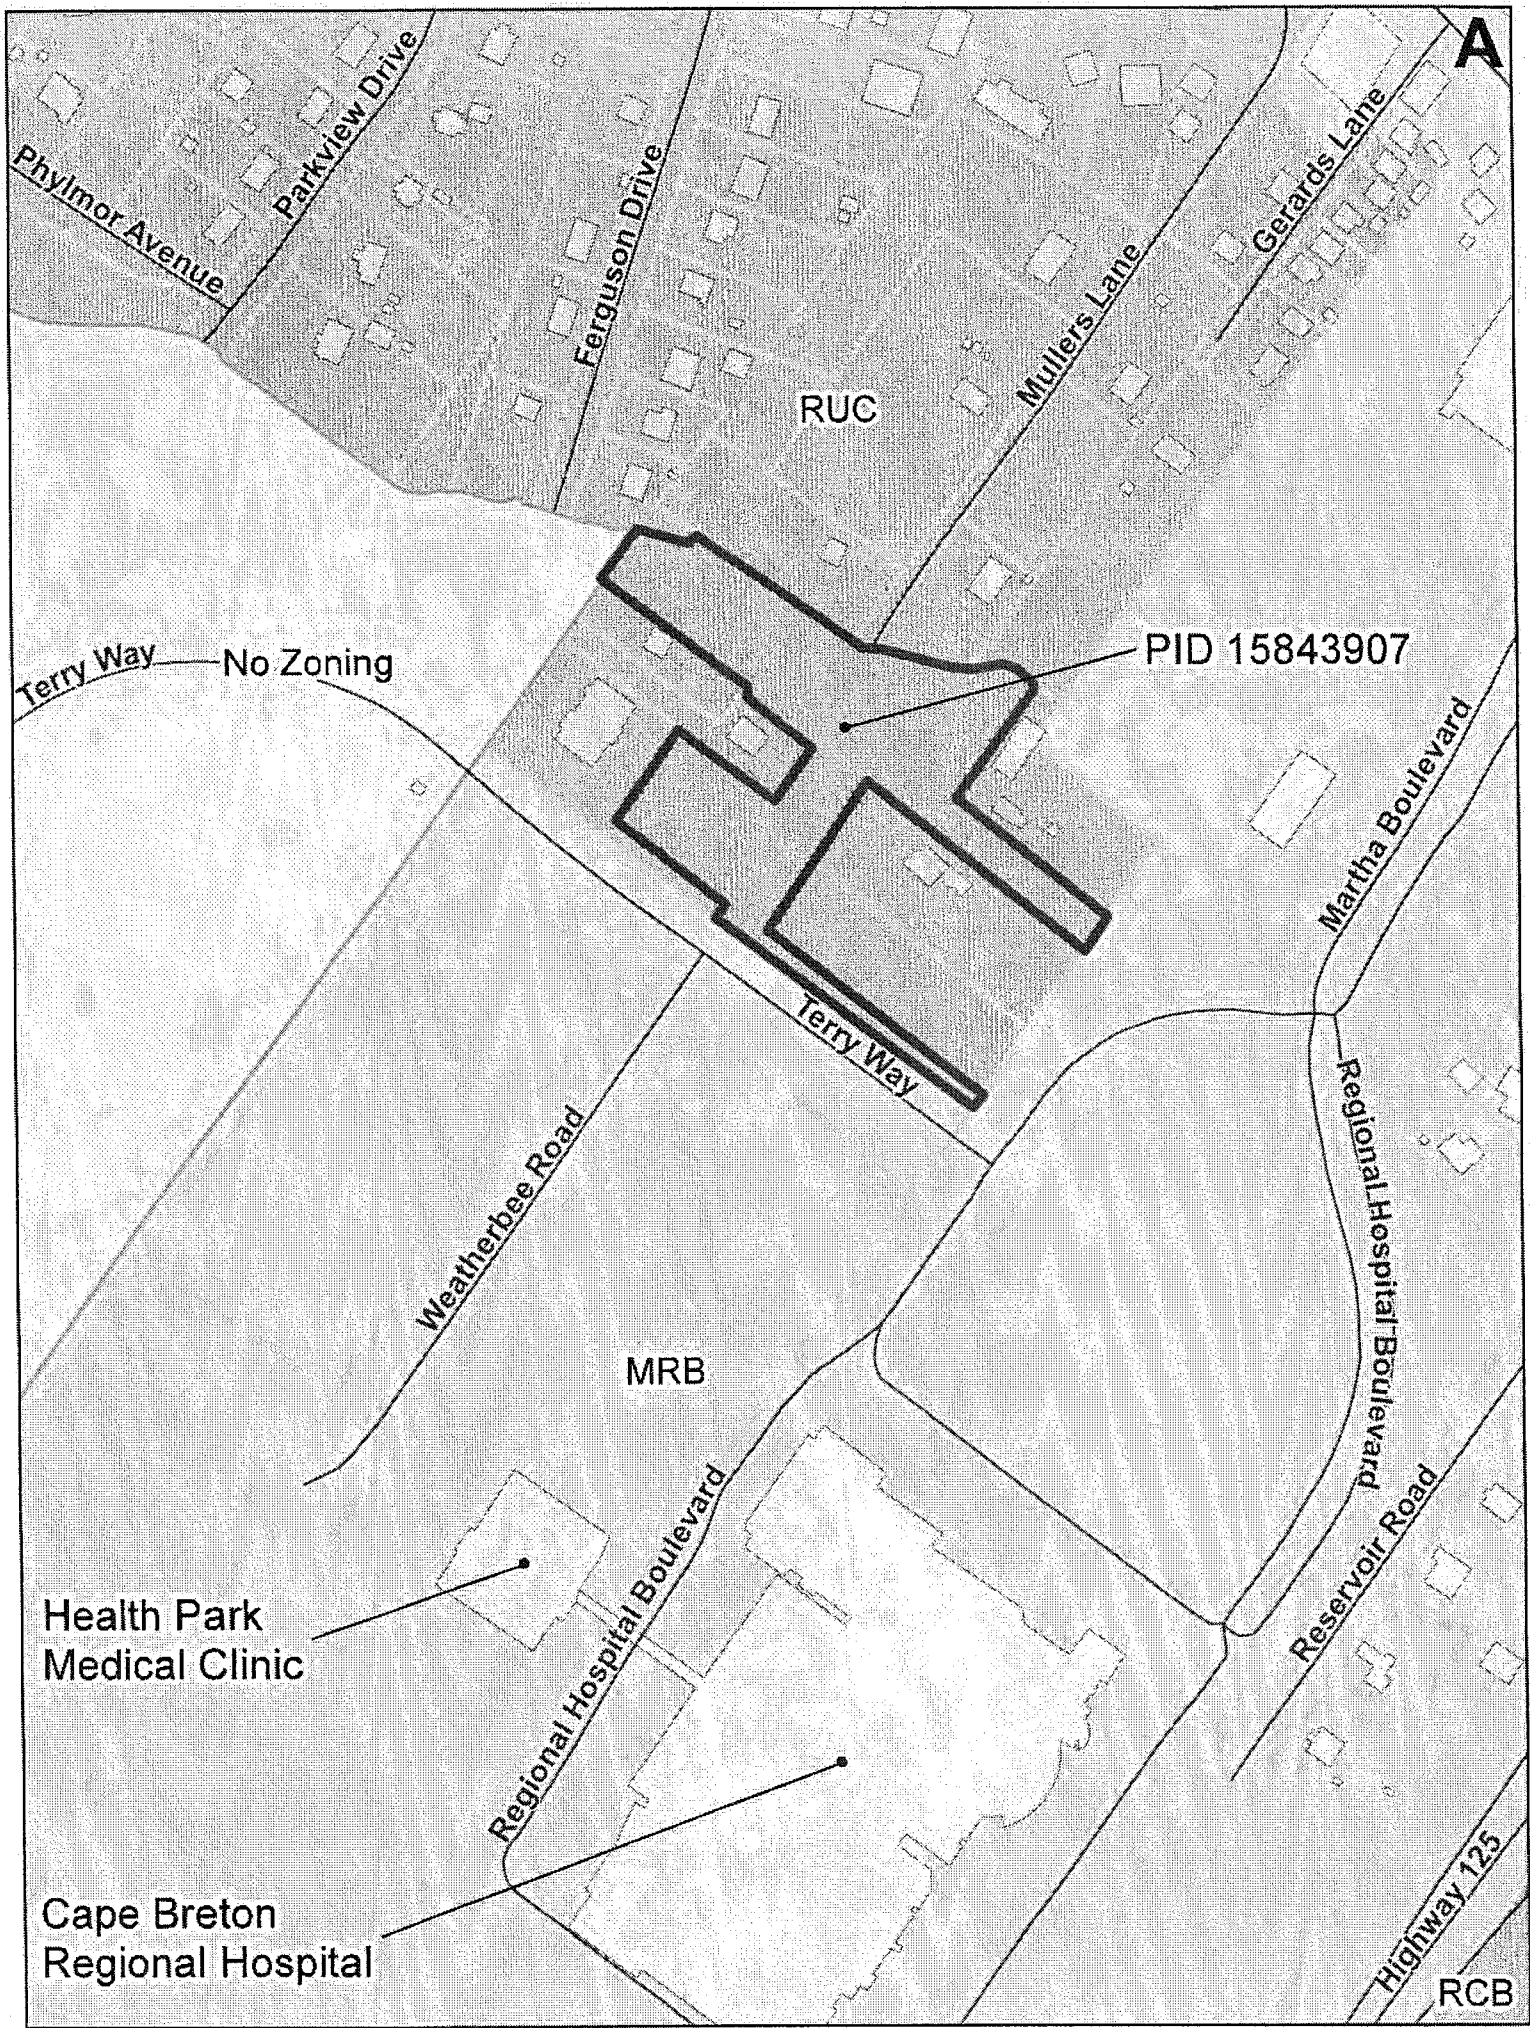 A
Parkview Drive
Phylmor Avenue
Ferguson Drive
Gerards Lane
Mullers Lane
RUC
PID 15843907
Terry Way
No Zoning
Martha Boulevard
Terry Way
Regional Hospital Boulevard
Weatherbee Road
MRB
Regional Hospital Boulevard
Reservoir Road
Health Park
Medical Clinic
Cape Breton
Regional Hospital
Highway 125
RCB